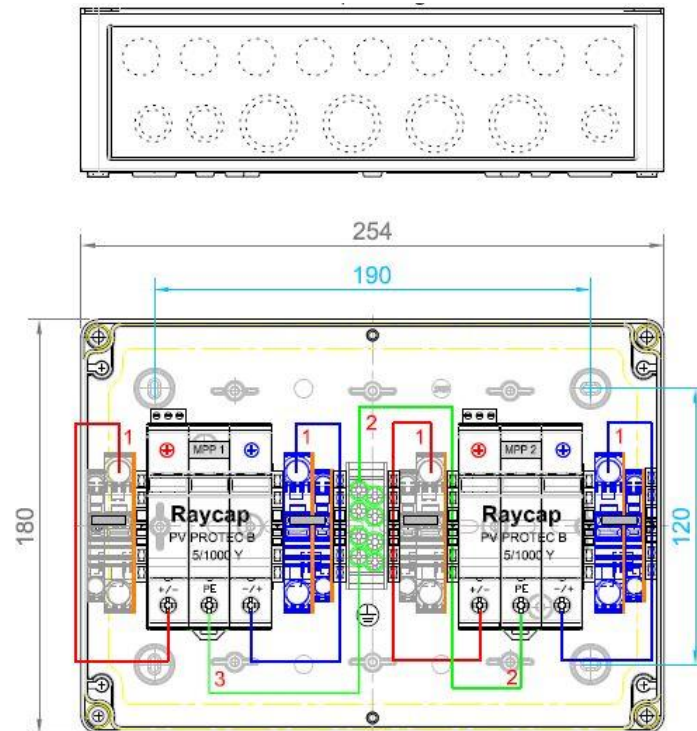 254
190
180
120
1
1
2
1
1
MPP 1
MPP 2
Raycap
PV PROTEC B
5/1000 Y
Raycap
PV PROTEC B
5/1000 Y
+/- PE -/+
+/- PE -/+
3
2